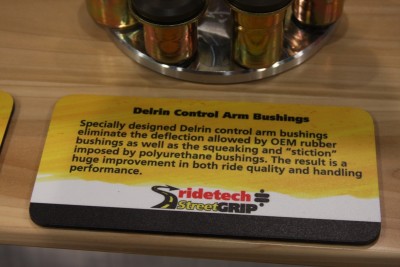 Delrin Control Arm Bushings
Specially designed Delrin control arm bushings
eliminate the deflection allowed by OEM rubber
bushings as well as the squeaking and "stiction"
imposed by polyurethane bushings. The result is a
huge improvement in both ride quality and handling
performance.
ridetech
StreetGRIP